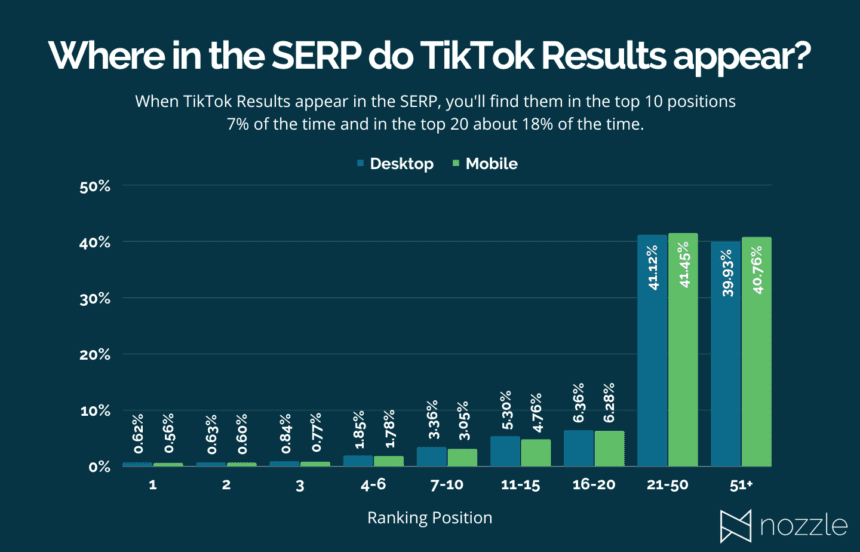 Where in the SERP do TikTok Results appear?
When TikTok Results appear in the SERP, you'll find them in the top 10 positions
7% of the time and in the top 20 about 18% of the time.
Desktop Mobile
50%
40%
30%
20%
10%
0%
0.62% 0.56% 0.63% 0.60% 0.84% 0.77% 1.85% 1.78% 3.36% 3.05% 5.30% 4.76% 6.36% 6.28% 41.12% 41.45% 39.93% 40.76%
1 2 3 4-6 7-10 11-15 16-20 21-50 51+
Ranking Position
nozzle